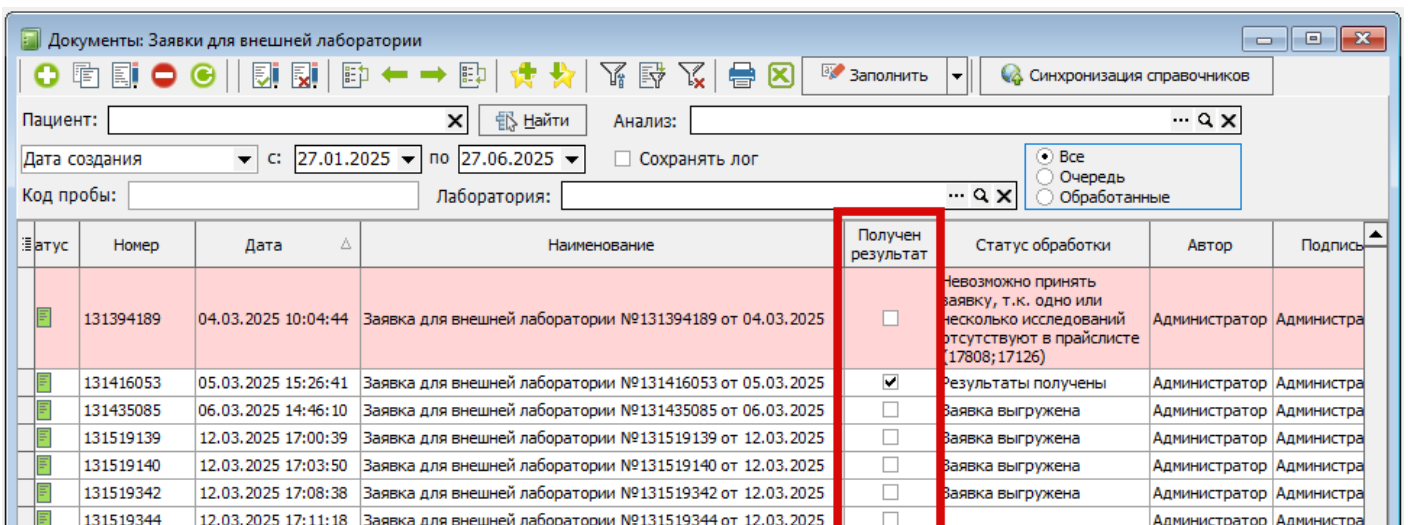 Документы: Заявки для внешней лаборатории
Заполнить
Синхронизация справочников
Пациент:
Найти
Анализ:
Дата создания с: 27.01.2025 по 27.06.2025 Сохранять лог
Все
Очередь
Обработанные
Код пробы: Лаборатория:
атус Номер Дата Наименование Получен результат Статус обработки Автор Подпись
131394189 04.03.2025 10:04:44 Заявка для внешней лаборатории №131394189 от 04.03.2025
Невозможно принять
заявку, т.к. одно или
несколько исследований
отсутствуют в прайслисте
(17808;17126)
Администратор Администра
131416053 05.03.2025 15:26:41 Заявка для внешней лаборатории №131416053 от 05.03.2025 Результаты получены Администратор Администра
131435085 06.03.2025 14:46:10 Заявка для внешней лаборатории №131435085 от 06.03.2025 Заявка выгружена Администратор Администра
131519139 12.03.2025 17:00:39 Заявка для внешней лаборатории №131519139 от 12.03.2025 Заявка выгружена Администратор Администра
131519140 12.03.2025 17:03:50 Заявка для внешней лаборатории №131519140 от 12.03.2025 Заявка выгружена Администратор Администра
131519342 12.03.2025 17:08:38 Заявка для внешней лаборатории №131519342 от 12.03.2025 Заявка выгружена Администратор Администра
131519344 12.03.2025 17:11:18 Заявка для внешней лаборатории №131519344 от 12.03.2025 Администратор Администра